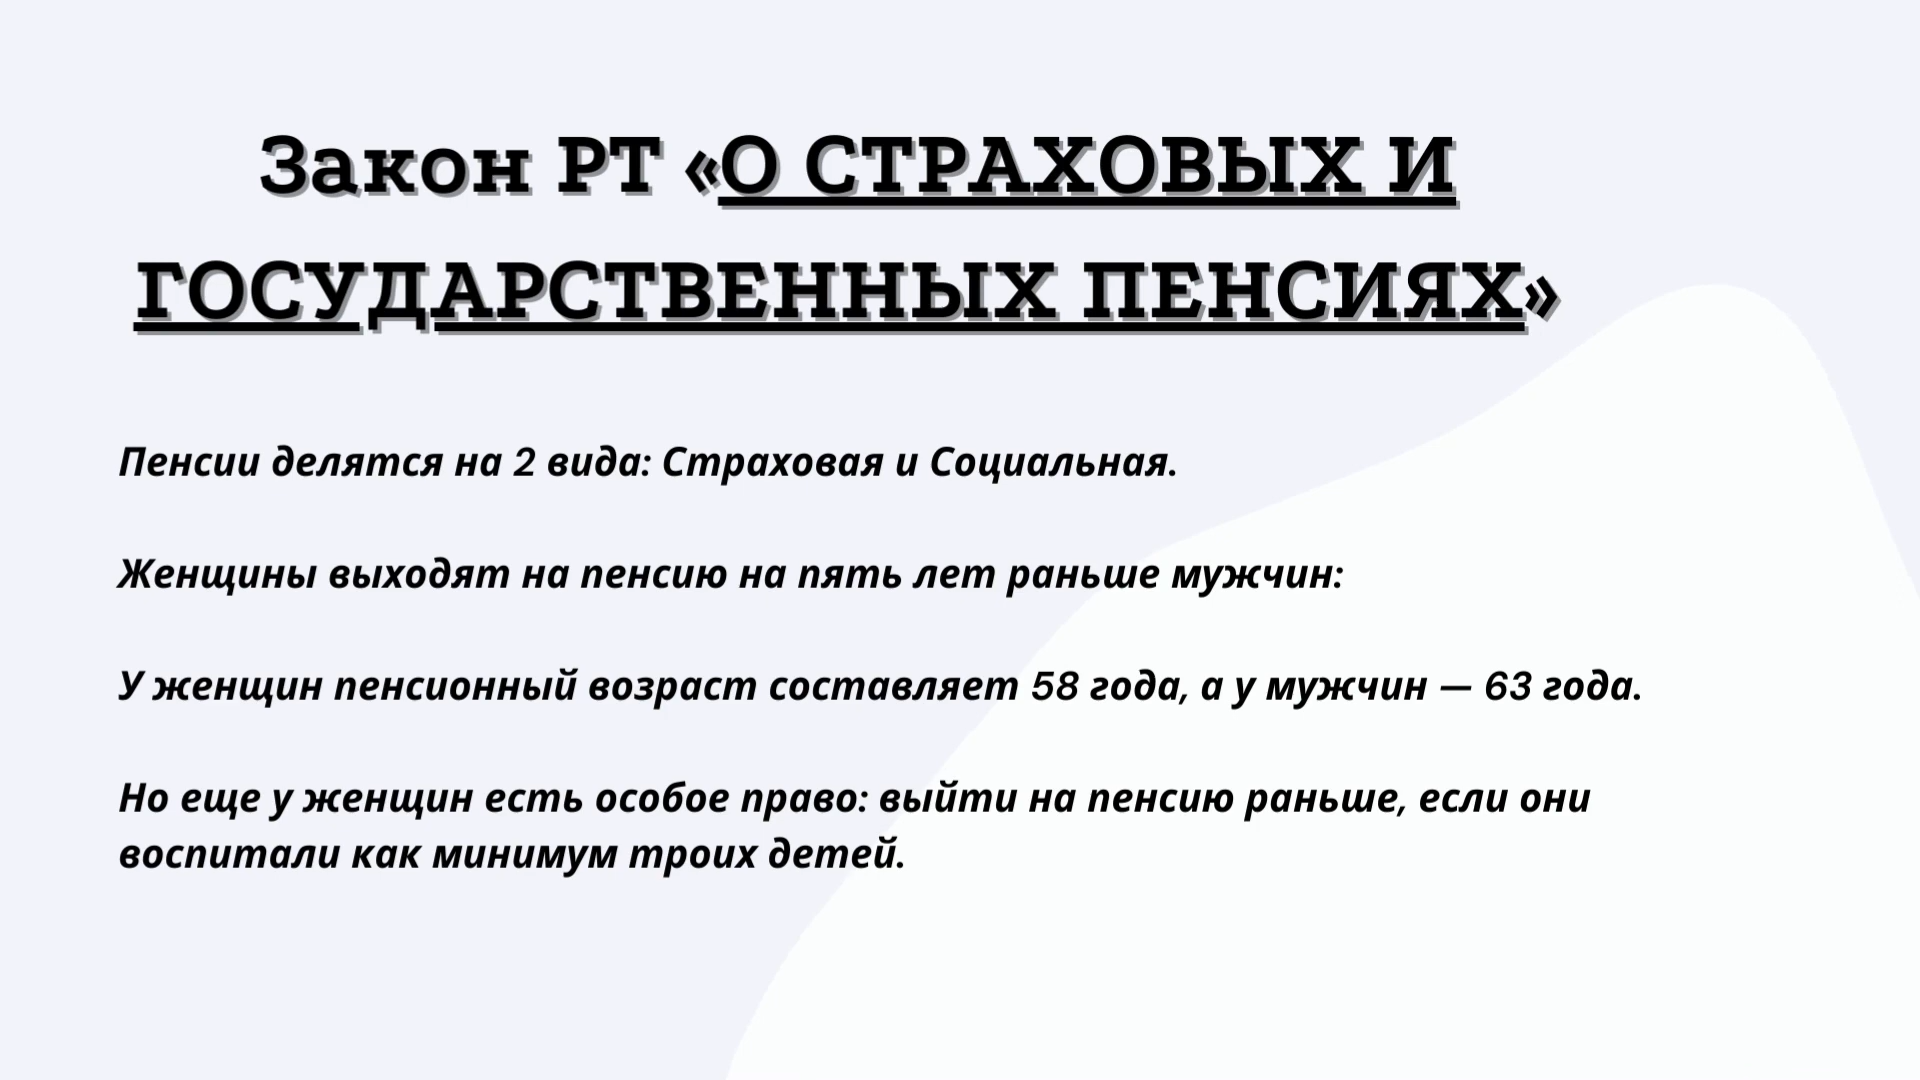 Закон РТ «О СТРАХОВЫХ И
ГОСУДАРСТВЕННЫХ ПЕНСИЯХ»
Пенсии делятся на 2 вида: Страховая и Социальная.
Женщины выходят на пенсию на пять лет раньше мужчин:
У женщин пенсионный возраст составляет 58 года, а у мужчин — 63 года.
Но еще у женщин есть особое право: выйти на пенсию раньше, если они
воспитали как минимум троих детей.